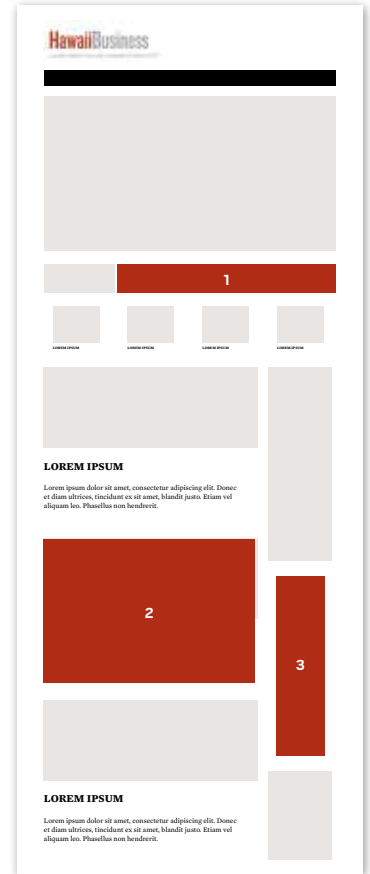 HawaiiBusiness
1
LOREM IPSUM
LOREM IPSUM
LOREM IPSUM
LOREM IPSUM
LOREM IPSUM
Lorem ipsum dolor sit amet, consectetur adipiscing elit. Donec
et diam ultrices, tincidunt ex sit amet, blandit justo. Etiam vel
aliquam leo. Phasellus non hendrerit.
2
3
LOREM IPSUM
Lorem ipsum dolor sit amet, consectetur adipiscing elit. Donec
et diam ultrices, tincidunt ex sit amet, blandit justo. Etiam vel
aliquam leo. Phasellus non hendrerit.